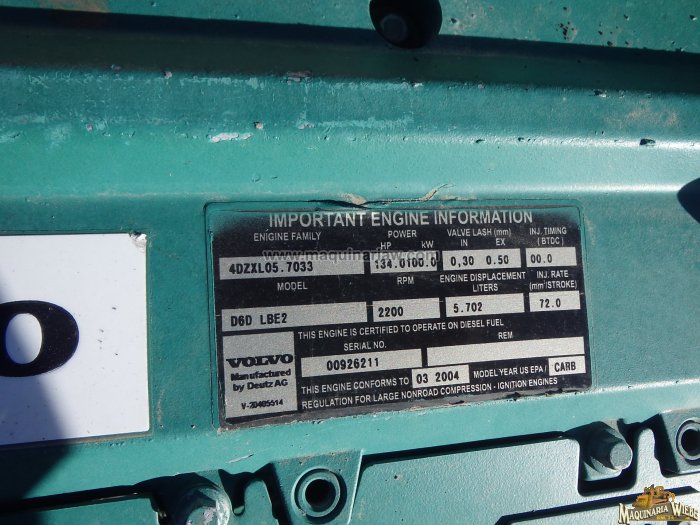 IMPORTANT ENGINE INFORMATION
ENGINE FAMILY POWER HP kW VALVE LASH (mm) IN EX INJ. TIMING (BTDC)
4DZXL05.7033 134.0 100.0 0,30 0.50 00.0
MODEL RPM ENGINE DISPLACEMENT LITERS INJ. RATE (mm³/STROKE)
D6D LBE2 2200 5.702 72.0
THIS ENGINE IS CERTIFIED TO OPERATE ON DIESEL FUEL
SERIAL NO. REM
00926211
VOLVO
Manufactured
by Deutz AG
V-20405514
THIS ENGINE CONFORMS TO 03 2004 MODEL YEAR US EPA / CARB
REGULATION FOR LARGE NONROAD COMPRESSION - IGNITION ENGINES
O
www.maquinariaw.com
MAQUINARIA WIEBE